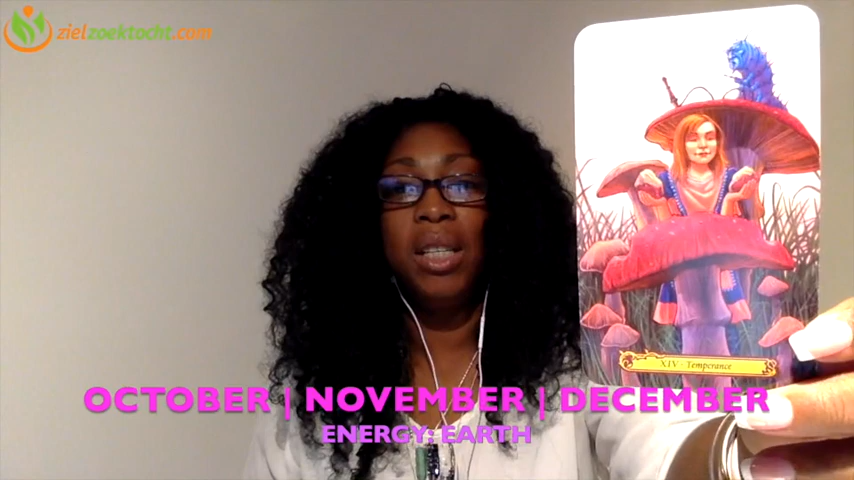 zielzoektocht.com
XIV - Temperance
OCTOBER | NOVEMBER | DECEMBER
ENERGY: EARTH